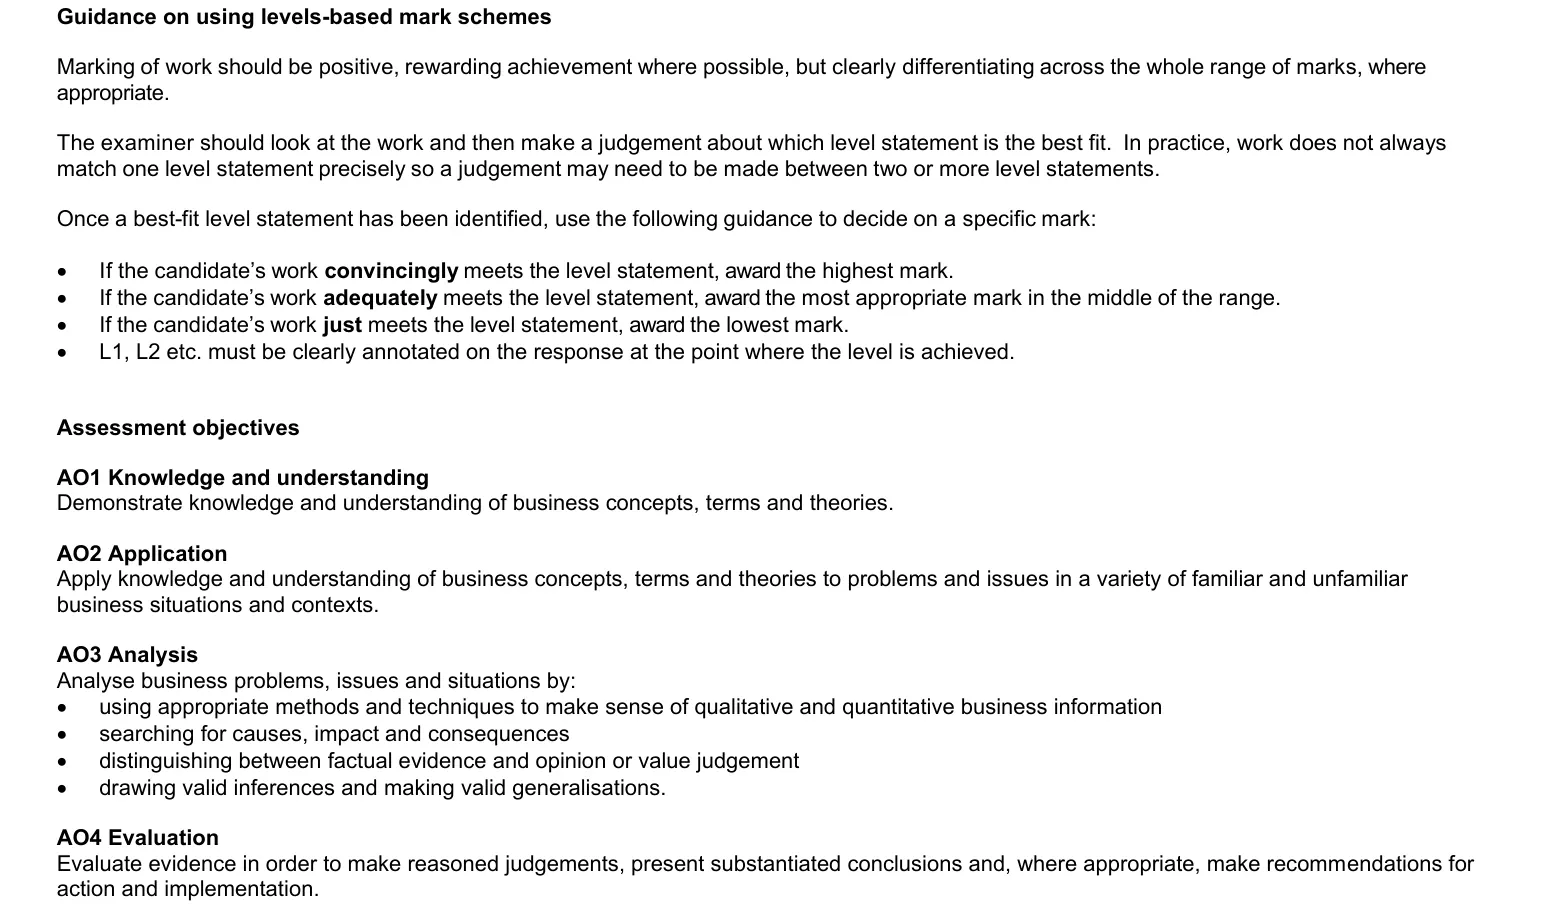 Guidance on using levels-based mark schemes
Marking of work should be positive, rewarding achievement where possible, but clearly differentiating across the whole range of marks, where
appropriate.
The examiner should look at the work and then make a judgement about which level statement is the best fit.  In practice, work does not always
match one level statement precisely so a judgement may need to be made between two or more level statements.
Once a best-fit level statement has been identified, use the following guidance to decide on a specific mark:
• If the candidate’s work convincingly meets the level statement, award the highest mark.
• If the candidate’s work adequately meets the level statement, award the most appropriate mark in the middle of the range.
• If the candidate’s work just meets the level statement, award the lowest mark.
• L1, L2 etc. must be clearly annotated on the response at the point where the level is achieved.
Assessment objectives
AO1 Knowledge and understanding
Demonstrate knowledge and understanding of business concepts, terms and theories.
AO2 Application
Apply knowledge and understanding of business concepts, terms and theories to problems and issues in a variety of familiar and unfamiliar
business situations and contexts.
AO3 Analysis
Analyse business problems, issues and situations by:
• using appropriate methods and techniques to make sense of qualitative and quantitative business information
• searching for causes, impact and consequences
• distinguishing between factual evidence and opinion or value judgement
• drawing valid inferences and making valid generalisations.
AO4 Evaluation
Evaluate evidence in order to make reasoned judgements, present substantiated conclusions and, where appropriate, make recommendations for
action and implementation.